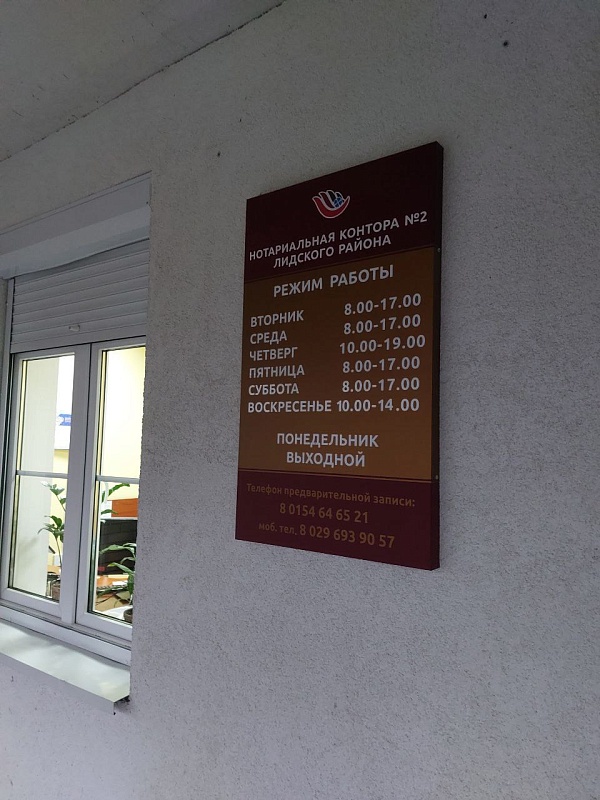 НОТАРИАЛЬНАЯ КОНТОРА №2
ЛИДСКОГО РАЙОНА
РЕЖИМ РАБОТЫ
ВТОРНИК 8.00-17.00
СРЕДА 8.00-17.00
ЧЕТВЕРГ 10.00-19.00
ПЯТНИЦА 8.00-17.00
СУББОТА 8.00-17.00
ВОСКРЕСЕНЬЕ 10.00-14.00
ПОНЕДЕЛЬНИК
ВЫХОДНОЙ
Телефон предварительной записи:
8 0154 64 65 21
моб. тел. 8 029 693 90 57